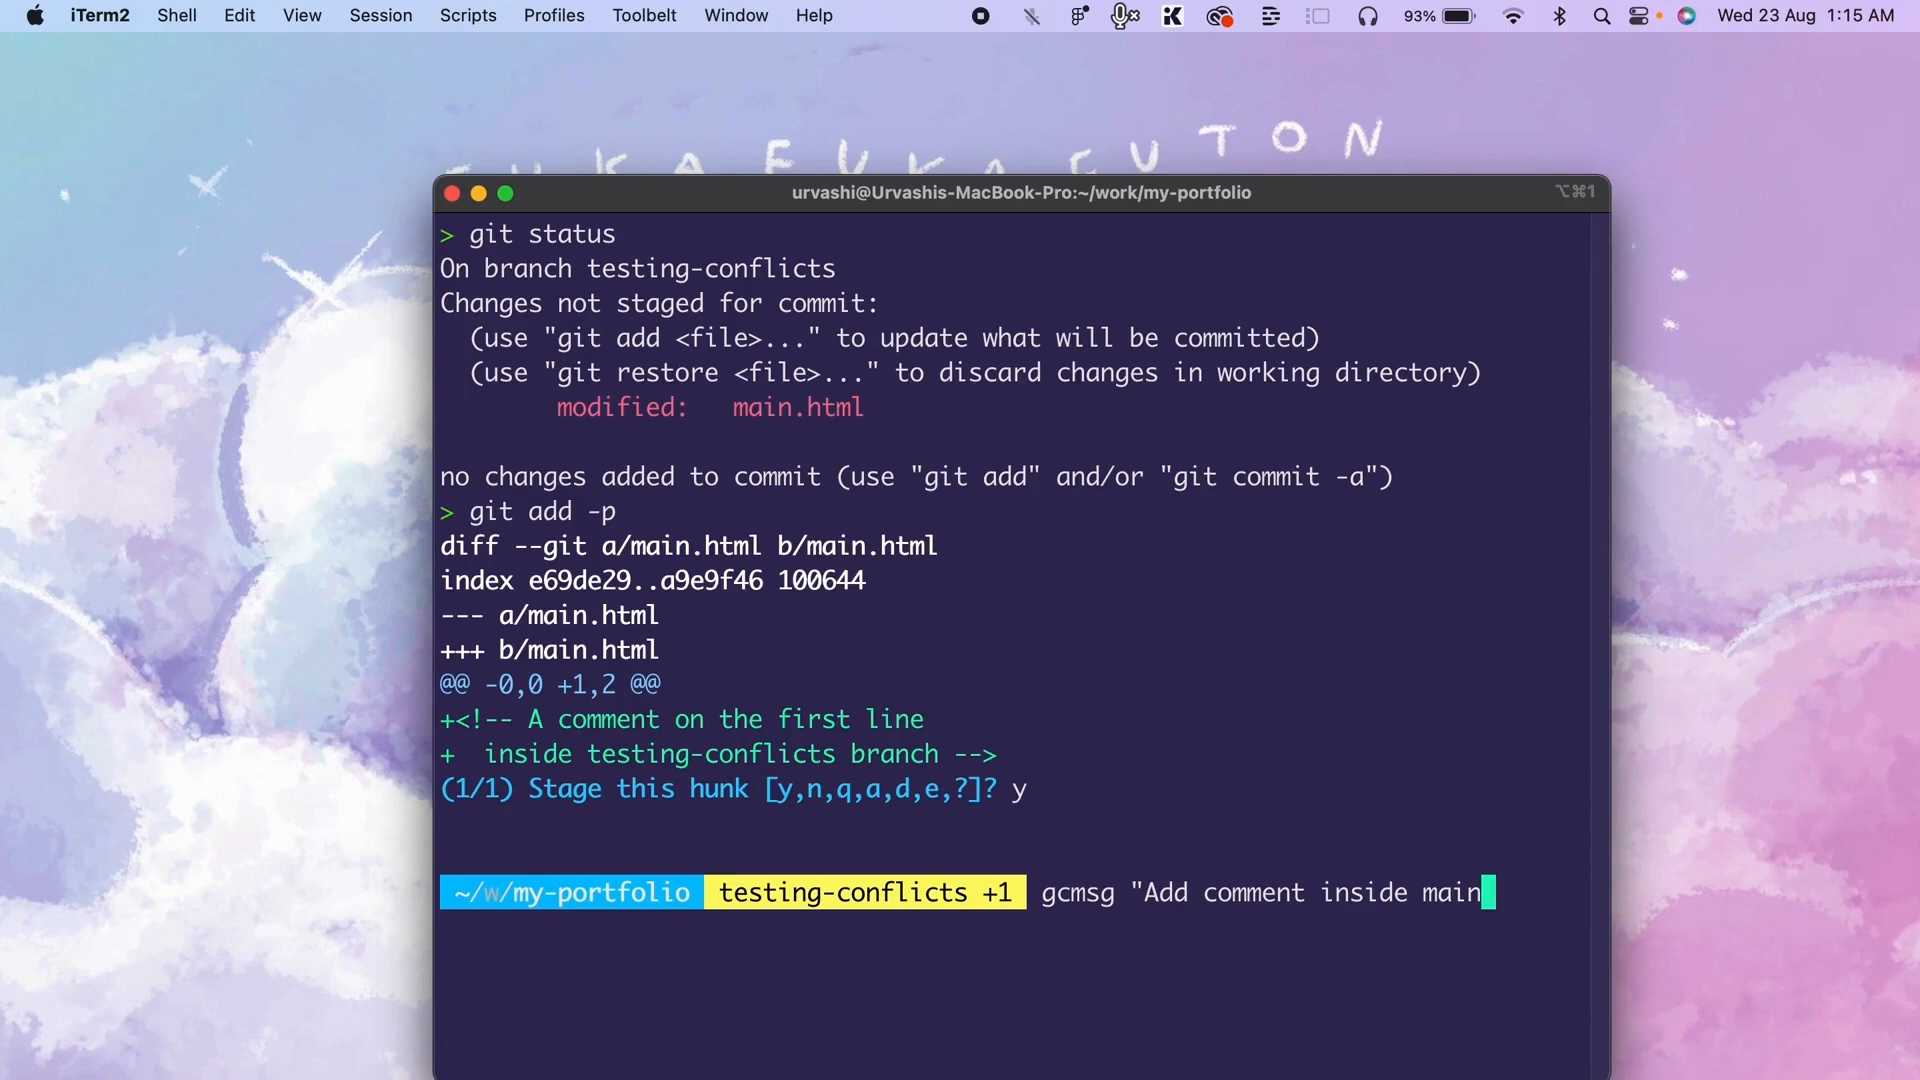 iTerm2 Shell Edit View Session Scripts Profiles Toolbelt Window Help 93% Wed 23 Aug 1:15 AM
T O N
urvashi@Urvashis-MacBook-Pro:~/work/my-portfolio ⌥⌘1
> git status
On branch testing-conflicts
Changes not staged for commit:
(use "git add <file>..." to update what will be committed)
(use "git restore <file>..." to discard changes in working directory)
modified: main.html
no changes added to commit (use "git add" and/or "git commit -a")
> git add -p
diff --git a/main.html b/main.html
index e69de29..a9e9f46 100644
--- a/main.html
+++ b/main.html
@@ -0,0 +1,2 @@
+<!-- A comment on the first line
+ inside testing-conflicts branch -->
(1/1) Stage this hunk [y,n,q,a,d,e,?]? y
~/w/my-portfolio testing-conflicts +1 gcmsg "Add comment inside main